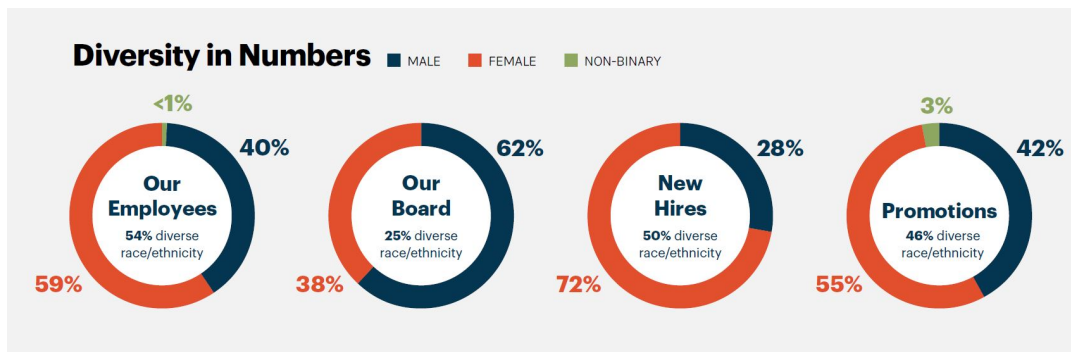 Diversity in Numbers
MALE
FEMALE
NON-BINARY
<1%
40%
Our
Employees
54% diverse
race/ethnicity
59%
62%
Our
Board
25% diverse
race/ethnicity
38%
28%
New
Hires
50% diverse
race/ethnicity
72%
3%
42%
Promotions
46% diverse
race/ethnicity
55%